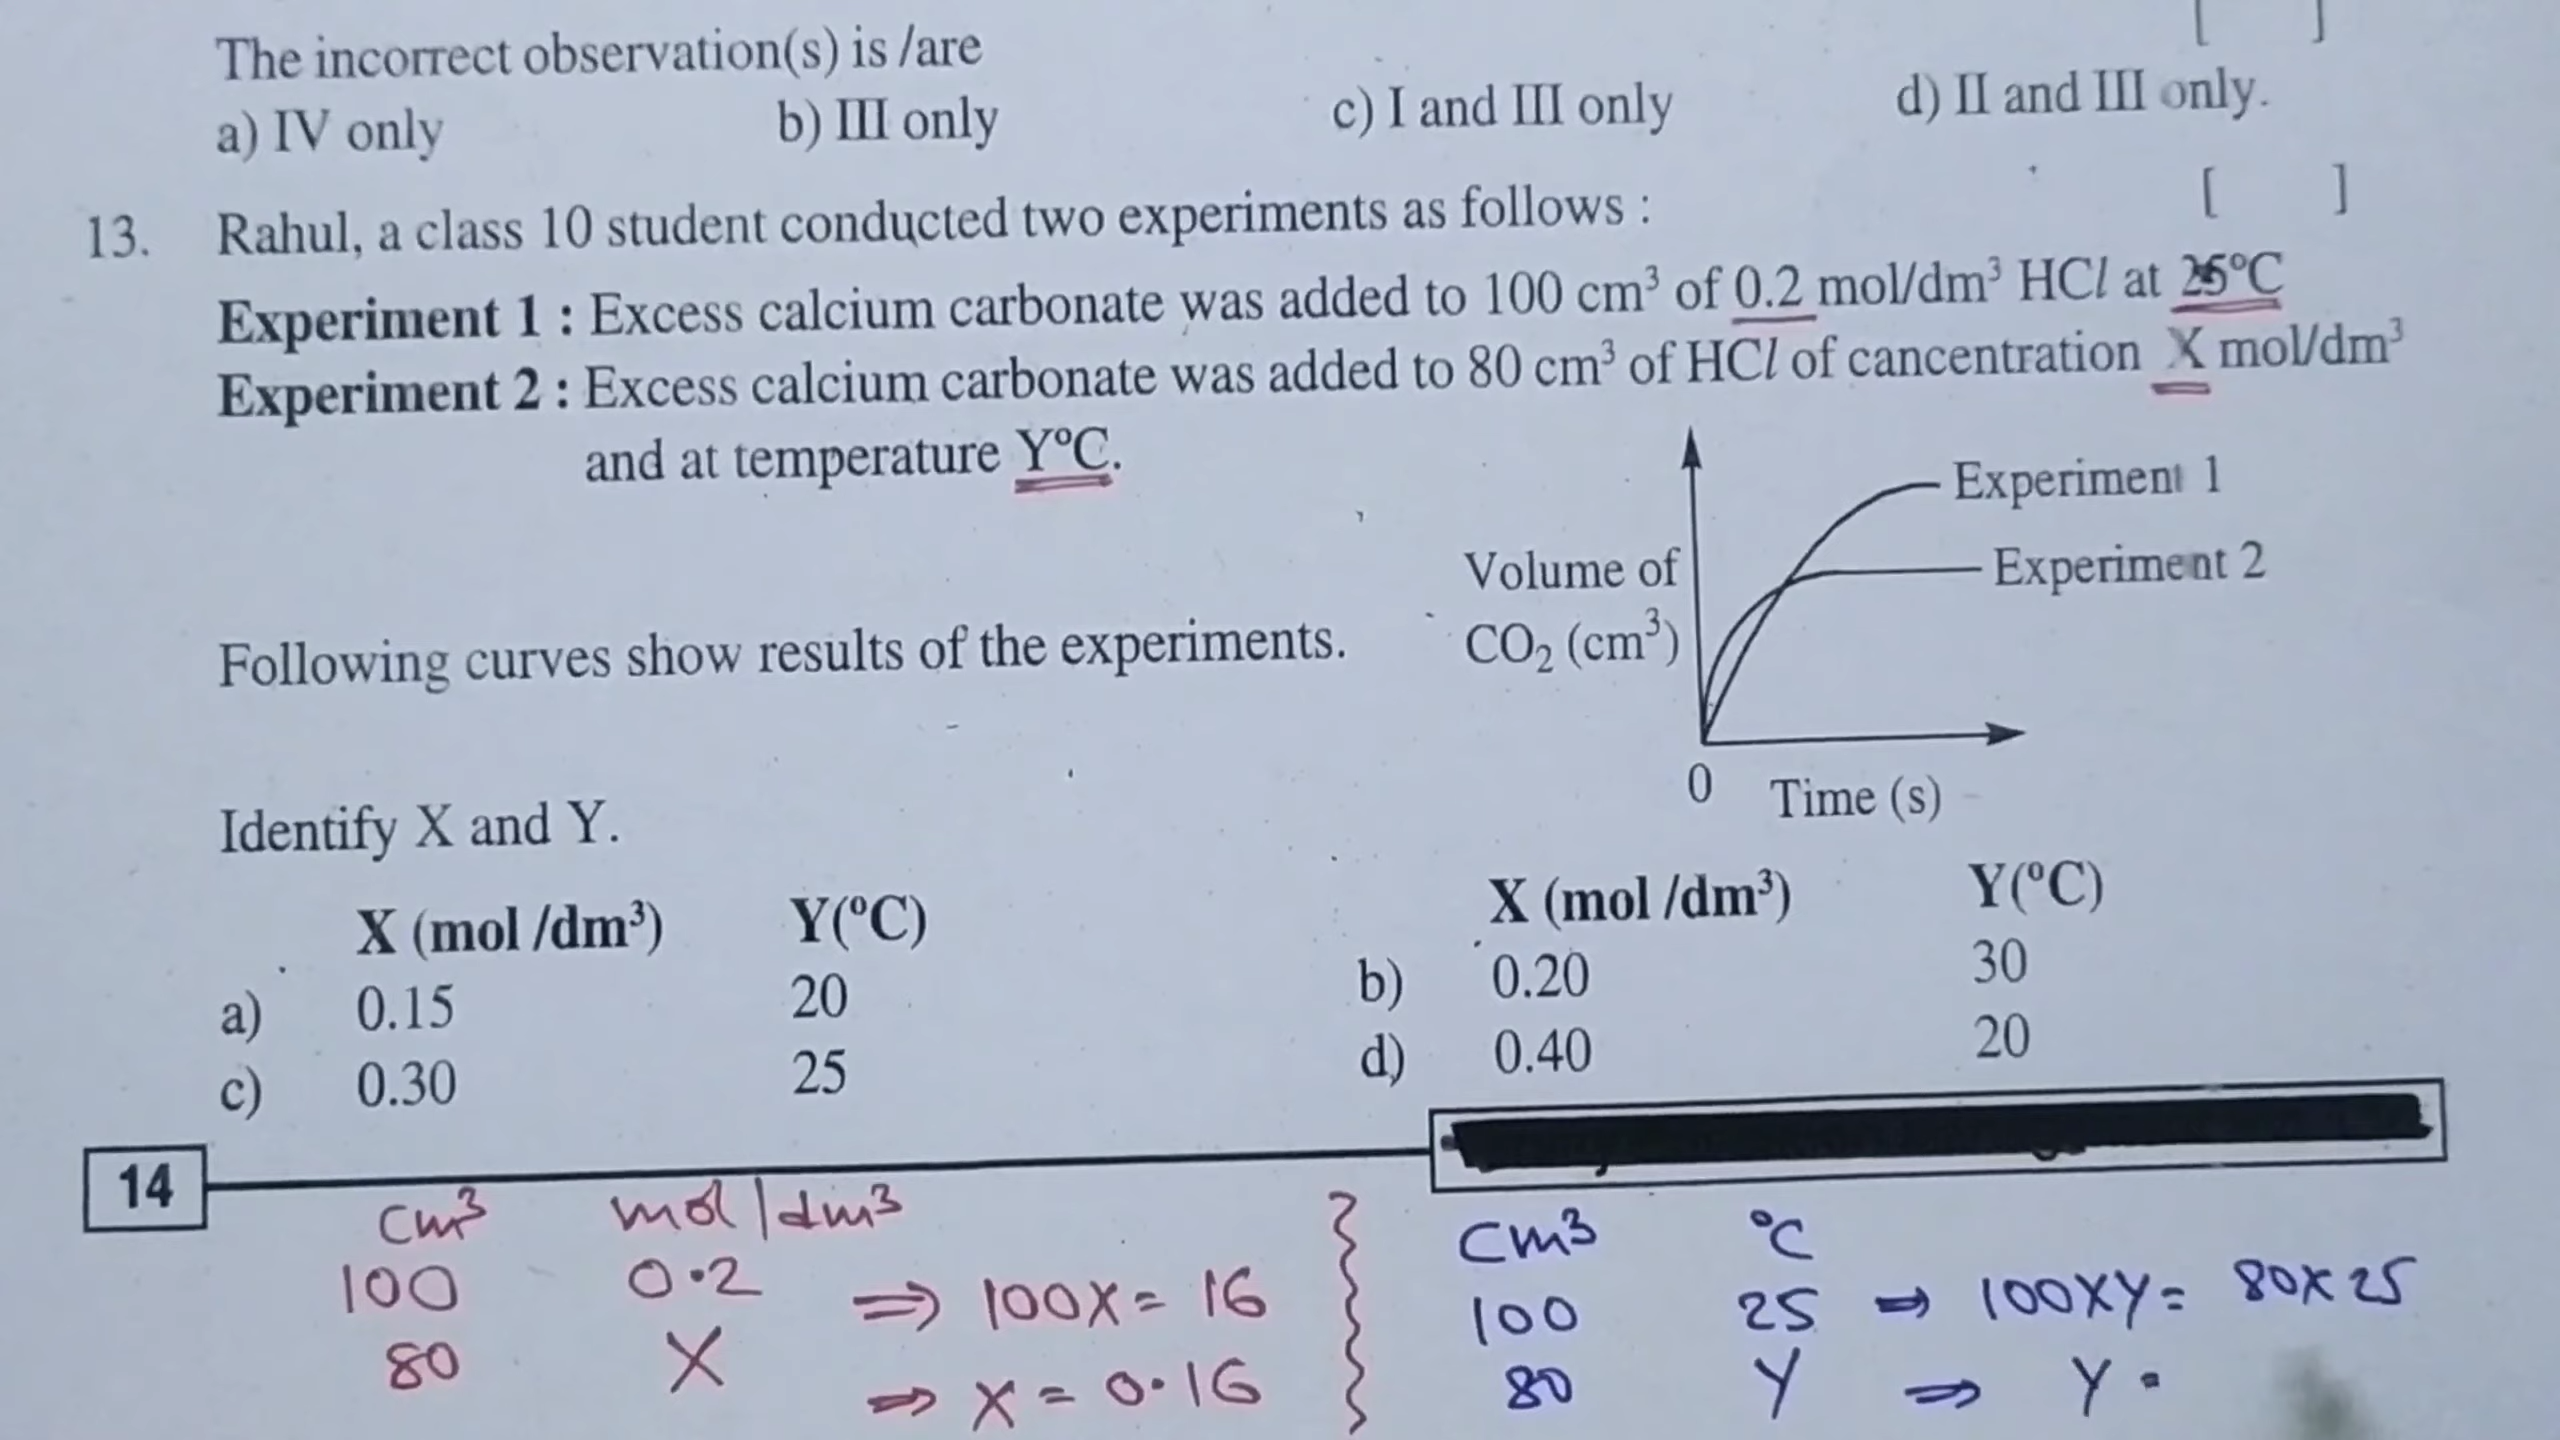 The incorrect observation(s) is /are [ ]
a) IV only b) III only c) I and III only d) II and III only.
13. Rahul, a class 10 student conducted two experiments as follows : [ ]
Experiment 1 : Excess calcium carbonate was added to 100 cm³ of 0.2 mol/dm³ HCl at 25°C
Experiment 2 : Excess calcium carbonate was added to 80 cm³ of HCl of cancentration X mol/dm³
and at temperature Y°C.
Experiment 1
Volume of
CO₂ (cm³)
Experiment 2
Following curves show results of the experiments.
0 Time (s)
Identify X and Y.
X (mol /dm³) Y(°C) X (mol /dm³) Y(°C)
a) 0.15 20 b) 0.20 30
c) 0.30 25 d) 0.40 20
14
cm³ mol/dm³
100 0.2 ⇒ 100X = 16
80 X ⇒ X = 0.16
cm³ °C
100 25 ⇒ 100XY = 80X25
80 Y ⇒ Y =